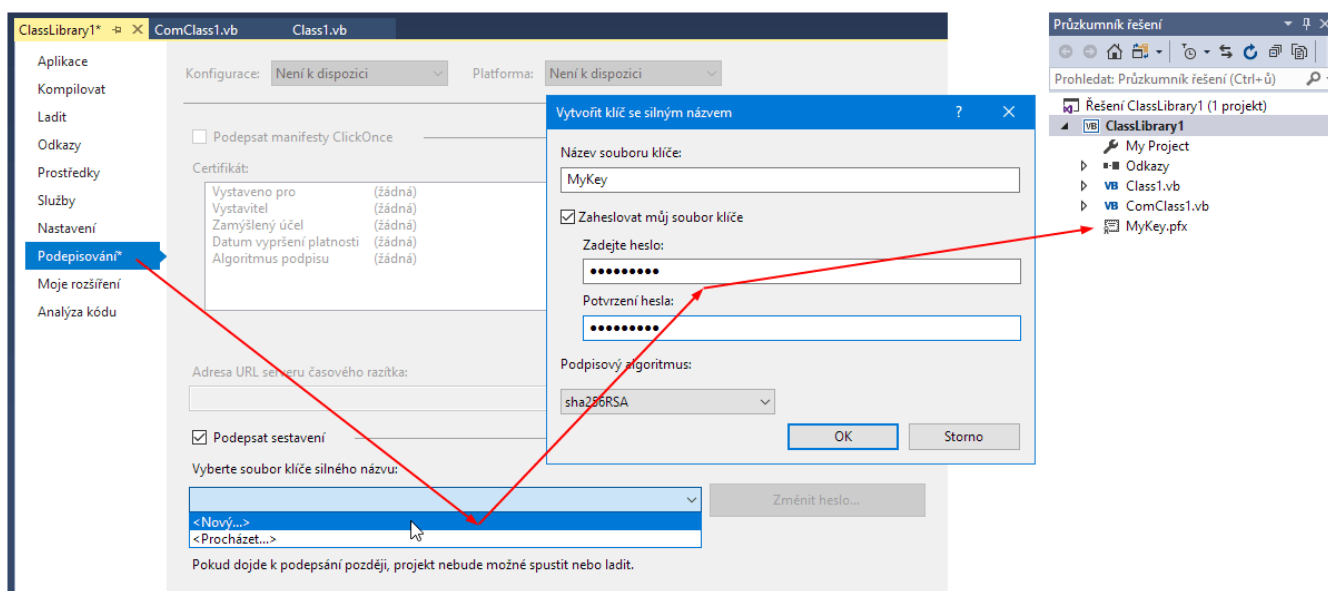 ClassLibrary1*
ComClass1.vb
Class1.vb
Aplikace
Kompilovat
Ladit
Odkazy
Prostředky
Služby
Nastavení
Podepisování*
Moje rozšíření
Analýza kódu
Konfigurace: Není k dispozici
Platforma: Není k dispozici
Podepsat manifesty ClickOnce
Certifikát:
Vystaveno pro (žádná)
Vystavitel (žádná)
Zamýšlený účel (žádná)
Datum vypršení platnosti (žádná)
Algoritmus podpisu (žádná)
Adresa URL serveru časového razítka:
Podepsat sestavení
Vyberte soubor klíče silného názvu:
Změnit heslo...
<Nový...>
<Procházet...>
Pokud dojde k podepsání později, projekt nebude možné spustit nebo ladit.
Vytvořit klíč se silným názvem
?
Název souboru klíče:
MyKey
Zaheslovat můj soubor klíče
Zadejte heslo:
●●●●●●●●●
Potvrzení hesla:
●●●●●●●●●
Podpisový algoritmus:
sha256RSA
OK
Storno
Průzkumník řešení
Prohledat: Průzkumník řešení (Ctrl+ů)
Řešení ClassLibrary1 (1 projekt)
VB ClassLibrary1
My Project
Odkazy
VB Class1.vb
VB ComClass1.vb
MyKey.pfx